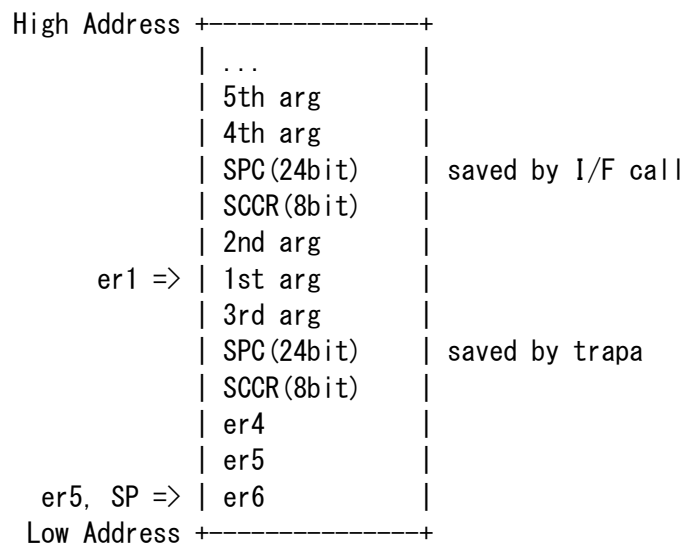 High Address +---------------+
             | ...           |
             | 5th arg       |
             | 4th arg       |
             | SPC(24bit)    | saved by I/F call
             | SCCR(8bit)    |
             | 2nd arg       |
      er1 => | 1st arg       |
             | 3rd arg       |
             | SPC(24bit)    | saved by trapa
             | SCCR(8bit)    |
             | er4           |
             | er5           |
  er5, SP => | er6           |
 Low Address +---------------+